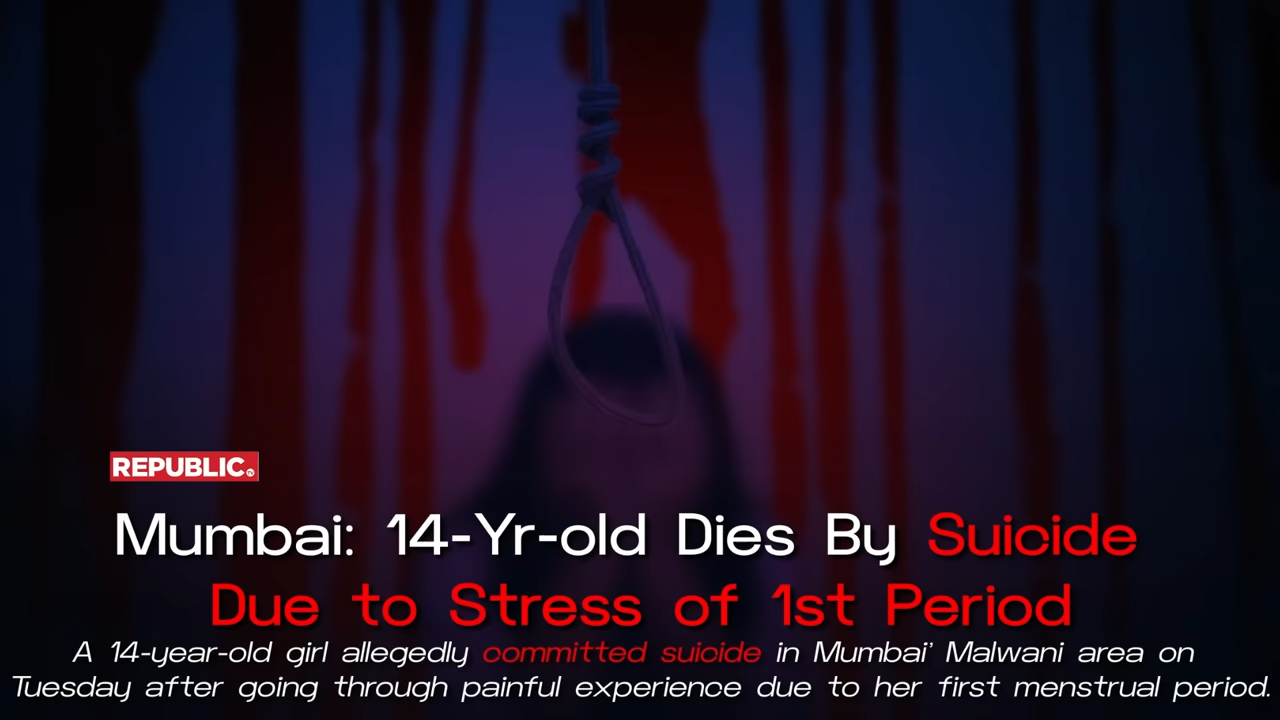 REPUBLIC.
Mumbai: 14-Yr-old Dies By Suicide
Due to Stress of 1st Period
A 14-year-old girl allegedly committed suicide in Mumbai' Malwani area on
Tuesday after going through painful experience due to her first menstrual period.